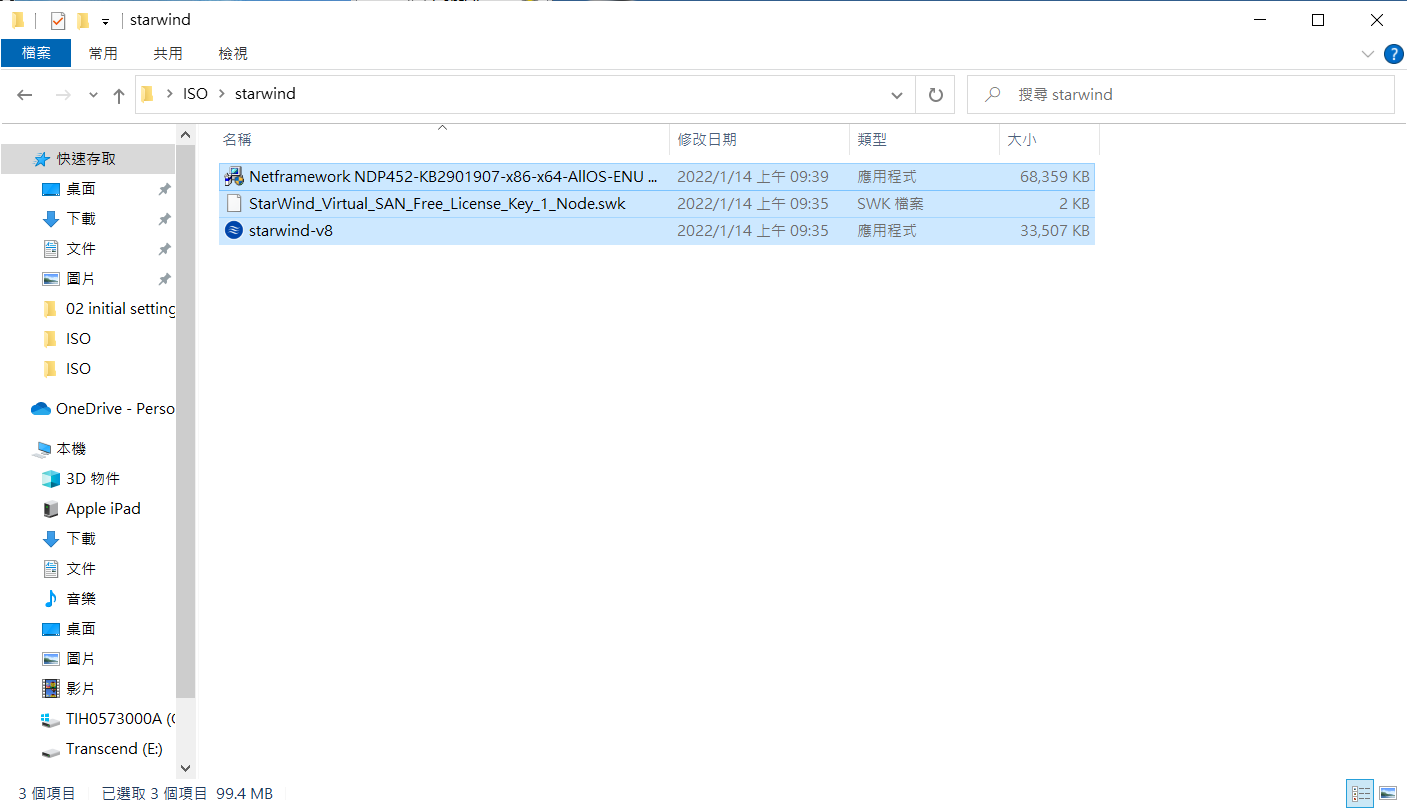 starwind
檔案 常用 共用 檢視
ISO starwind
搜尋 starwind
名稱 修改日期 類型 大小
Netframework NDP452-KB2901907-x86-x64-AllOS-ENU ... 2022/1/14 上午 09:39 應用程式 68,359 KB
StarWind_Virtual_SAN_Free_License_Key_1_Node.swk 2022/1/14 上午 09:35 SWK 檔案 2 KB
starwind-v8 2022/1/14 上午 09:35 應用程式 33,507 KB
快速存取
桌面
下載
文件
圖片
02 initial setting
ISO
ISO
OneDrive - Perso
本機
3D 物件
Apple iPad
下載
文件
音樂
桌面
圖片
影片
TIH0573000A (C
Transcend (E:)
3 個項目 已選取 3 個項目 99.4 MB